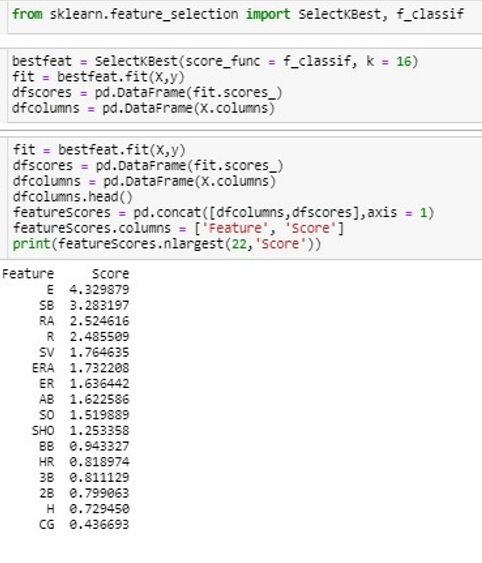 from sklearn.feature_selection import SelectKBest, f_classif
bestfeat = SelectKBest(score_func = f_classif, k = 16)
fit = bestfeat.fit(X,y)
dfscores = pd.DataFrame(fit.scores_)
dfcolumns = pd.DataFrame(X.columns)
fit = bestfeat.fit(X,y)
dfscores = pd.DataFrame(fit.scores_)
dfcolumns = pd.DataFrame(X.columns)
dfcolumns.head()
featureScores = pd.concat([dfcolumns,dfscores],axis = 1)
featureScores.columns = ['Feature', 'Score']
print(featureScores.nlargest(22,'Score'))
Feature Score
E 4.329879
SB 3.283197
RA 2.524616
R 2.485509
SV 1.764635
ERA 1.732208
ER 1.636442
AB 1.622586
SO 1.519889
SHO 1.253358
BB 0.943327
HR 0.818974
3B 0.811129
2B 0.799063
H 0.729450
CG 0.436693